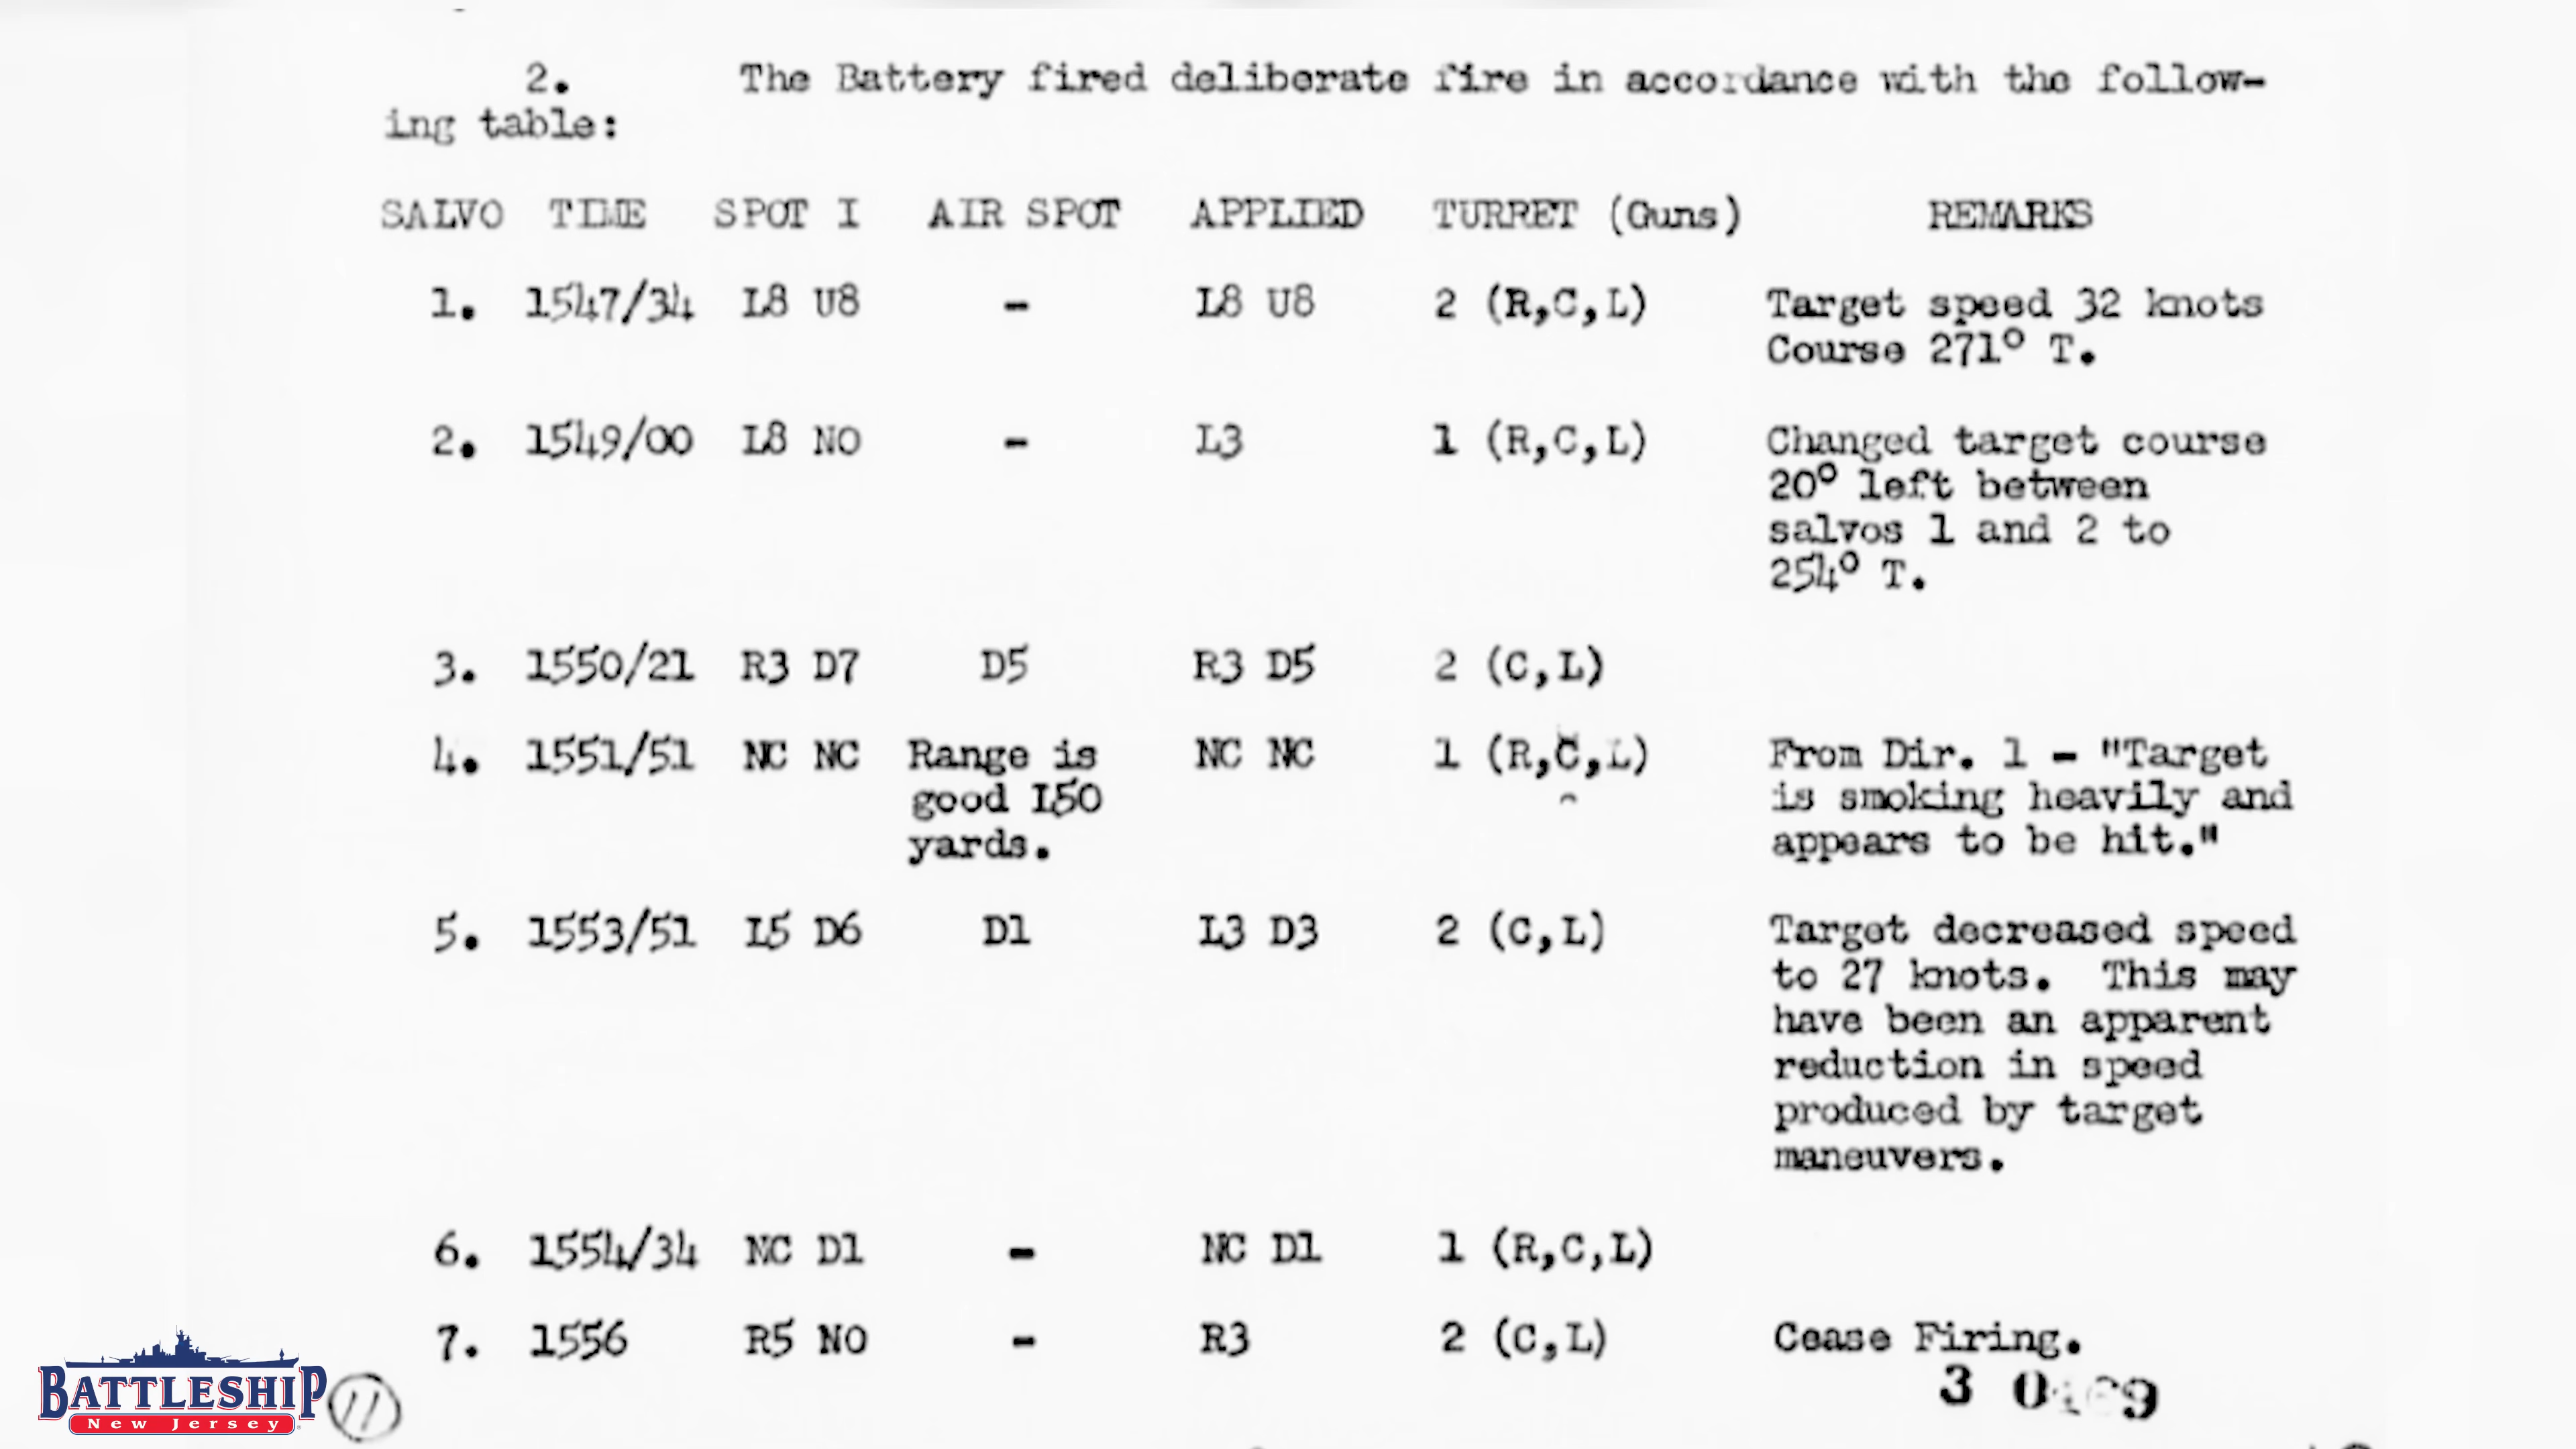 2. The Battery fired deliberate fire in accordance with the follow-
ing table:
SALVO TIME SPOT I AIR SPOT APPLIED TURRET (Guns) REMARKS
1. 1547/34 L8 U8 - L8 U8 2 (R,C,L) Target speed 32 knots
Course 271° T.
2. 1549/00 L8 NO - L3 1 (R,C,L) Changed target course
20° left between
salvos 1 and 2 to
254° T.
3. 1550/21 R3 D7 D5 R3 D5 2 (C,L)
4. 1551/51 NC NC Range is NC NC 1 (R,C,L) From Dir. 1 - "Target
good 150 is smoking heavily and
yards. appears to be hit."
5. 1553/51 L5 D6 D1 L3 D3 2 (C,L) Target decreased speed
to 27 knots. This may
have been an apparent
reduction in speed
produced by target
maneuvers.
6. 1554/34 NC D1 - NC D1 1 (R,C,L)
7. 1556 R5 NO - R3 2 (C,L) Cease Firing.
BATTLESHIP
New Jersey
11